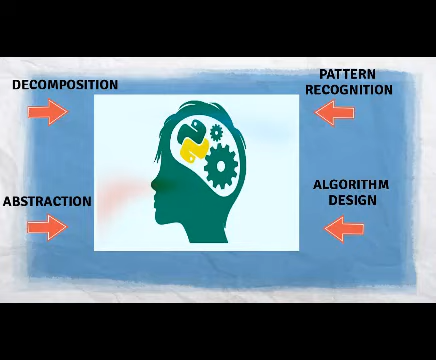 DECOMPOSITION
PATTERN
RECOGNITION
ABSTRACTION
ALGORITHM
DESIGN